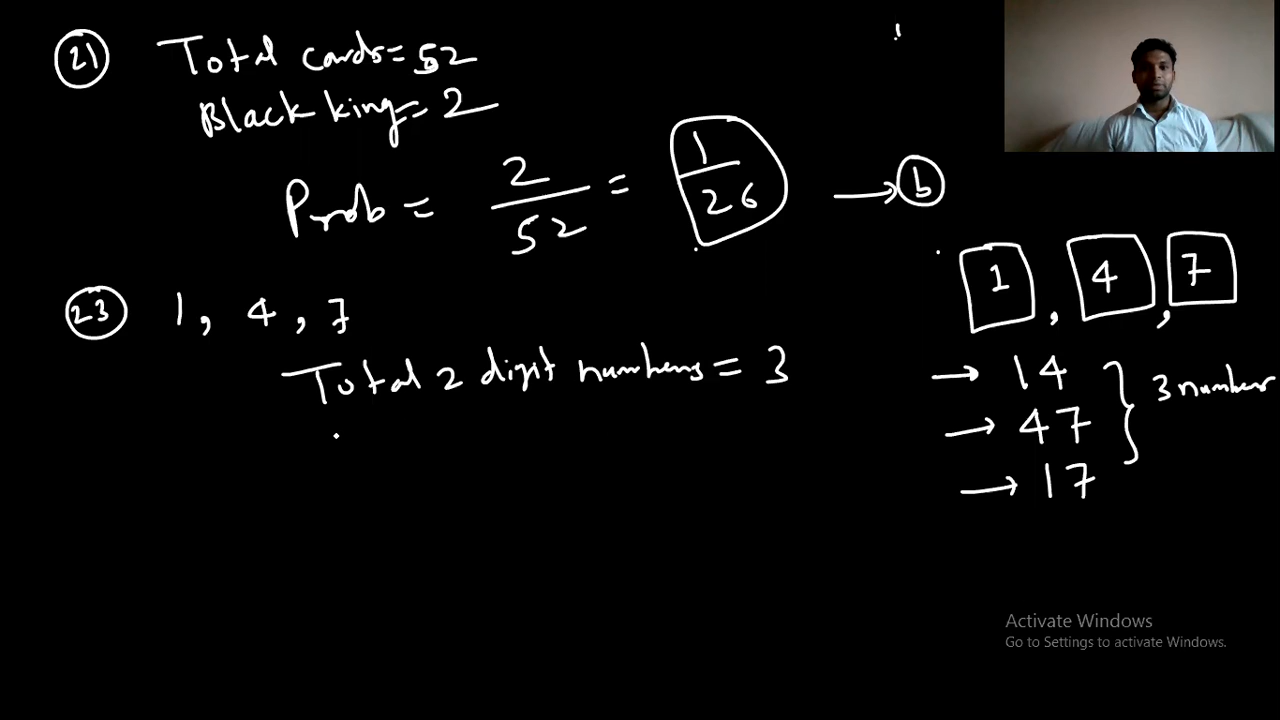 21 Total cards = 52
Black king = 2
Prob = 2/52 = 1/26 → b
23 1, 4, 7
Total 2 digit numbers = 3
1, 4, 7
→ 14
→ 47
→ 17
3 number
Activate Windows
Go to Settings to activate Windows.